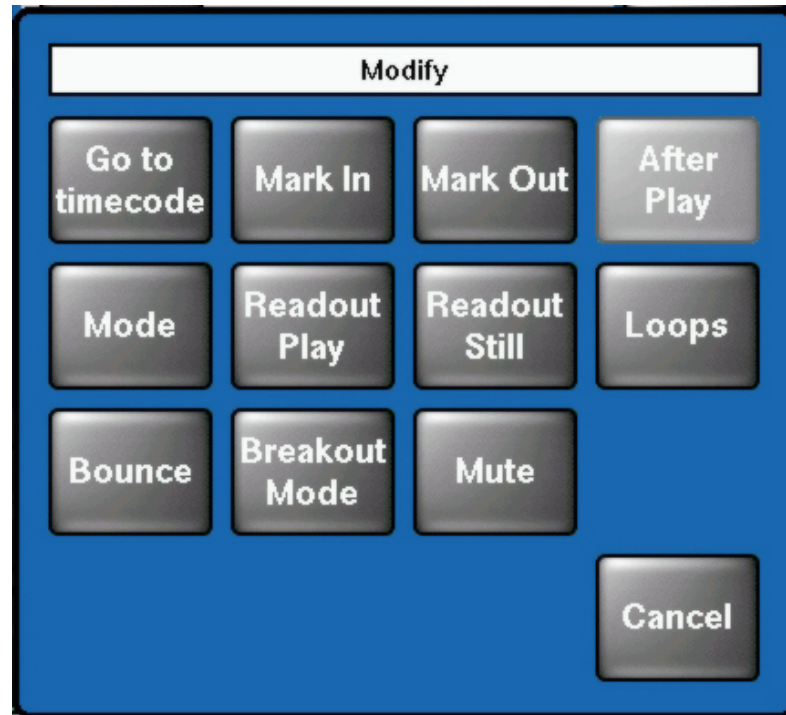 Modify
Go to
timecode
Mark In
Mark Out
After
Play
Mode
Readout
Play
Readout
Still
Loops
Bounce
Breakout
Mode
Mute
Cancel